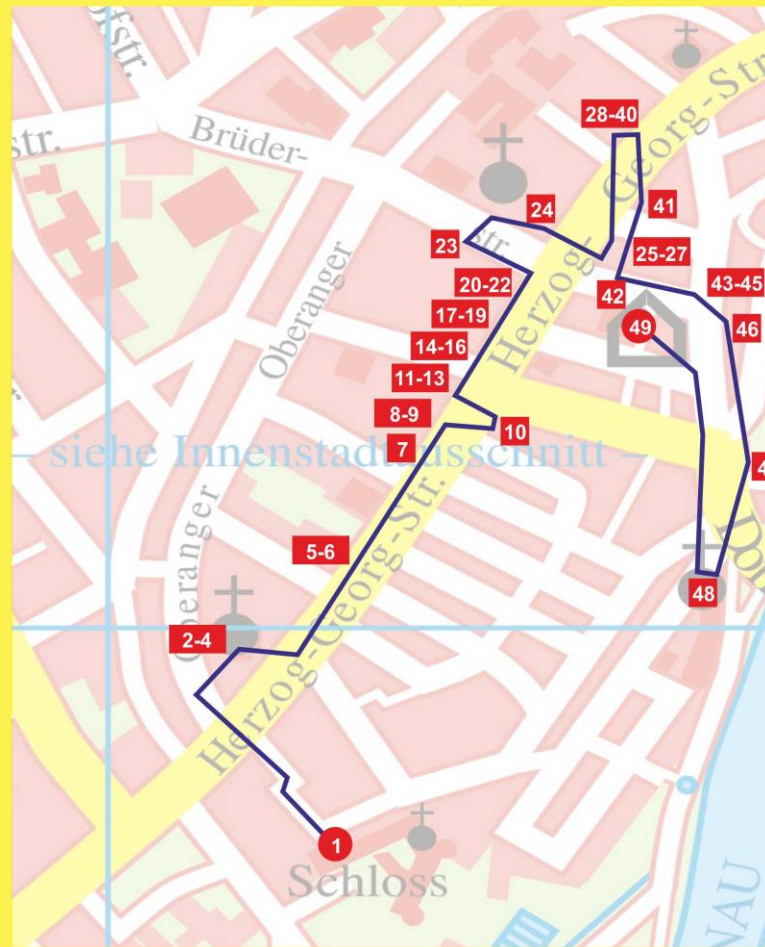 str.
Brüder-
str
Georg-Str.
Herzog-
Oberanger
28-40
41
24
23
25-27
20-22
42
43-45
17-19
49
46
14-16
11-13
8-9
10
7
– siehe Innenstadtausschnitt –
Herzog-Georg-Str.
5-6
Oberanger
48
2-4
1
Schloss